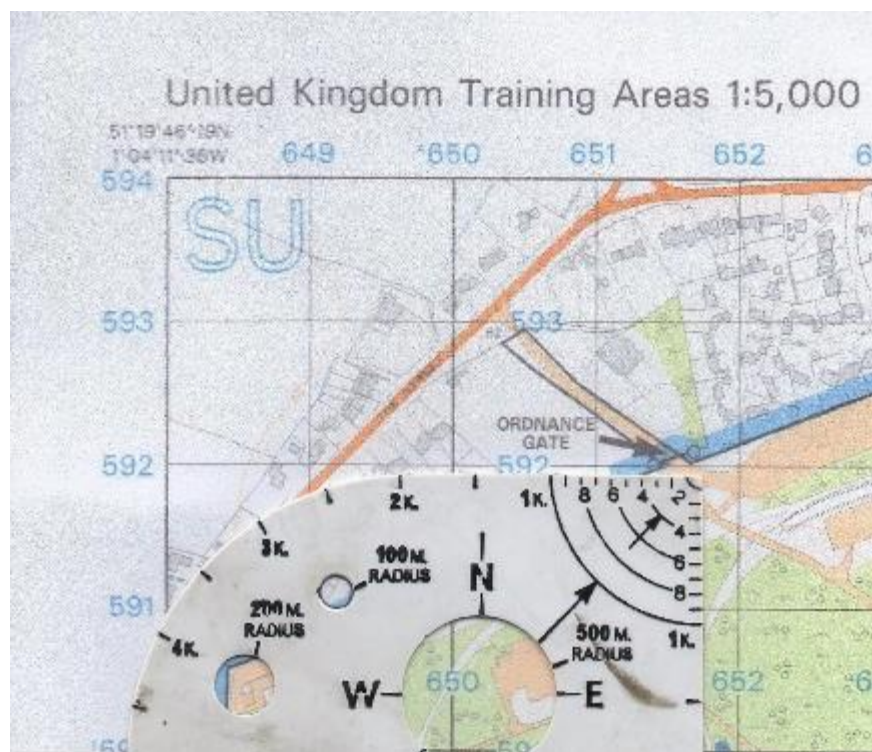 United Kingdom Training Areas 1:5,000
51°19'46·19N
1°04'11·36W
649 650 651 652
594
SU
593 593
ORDNANCE
GATE
592 592
1K. 8 6 4 2
2K.
4
6
8
1K.
3K.
100 M.
RADIUS
N
591
200 M.
RADIUS
500 M.
RADIUS
4K.
W E
650 652